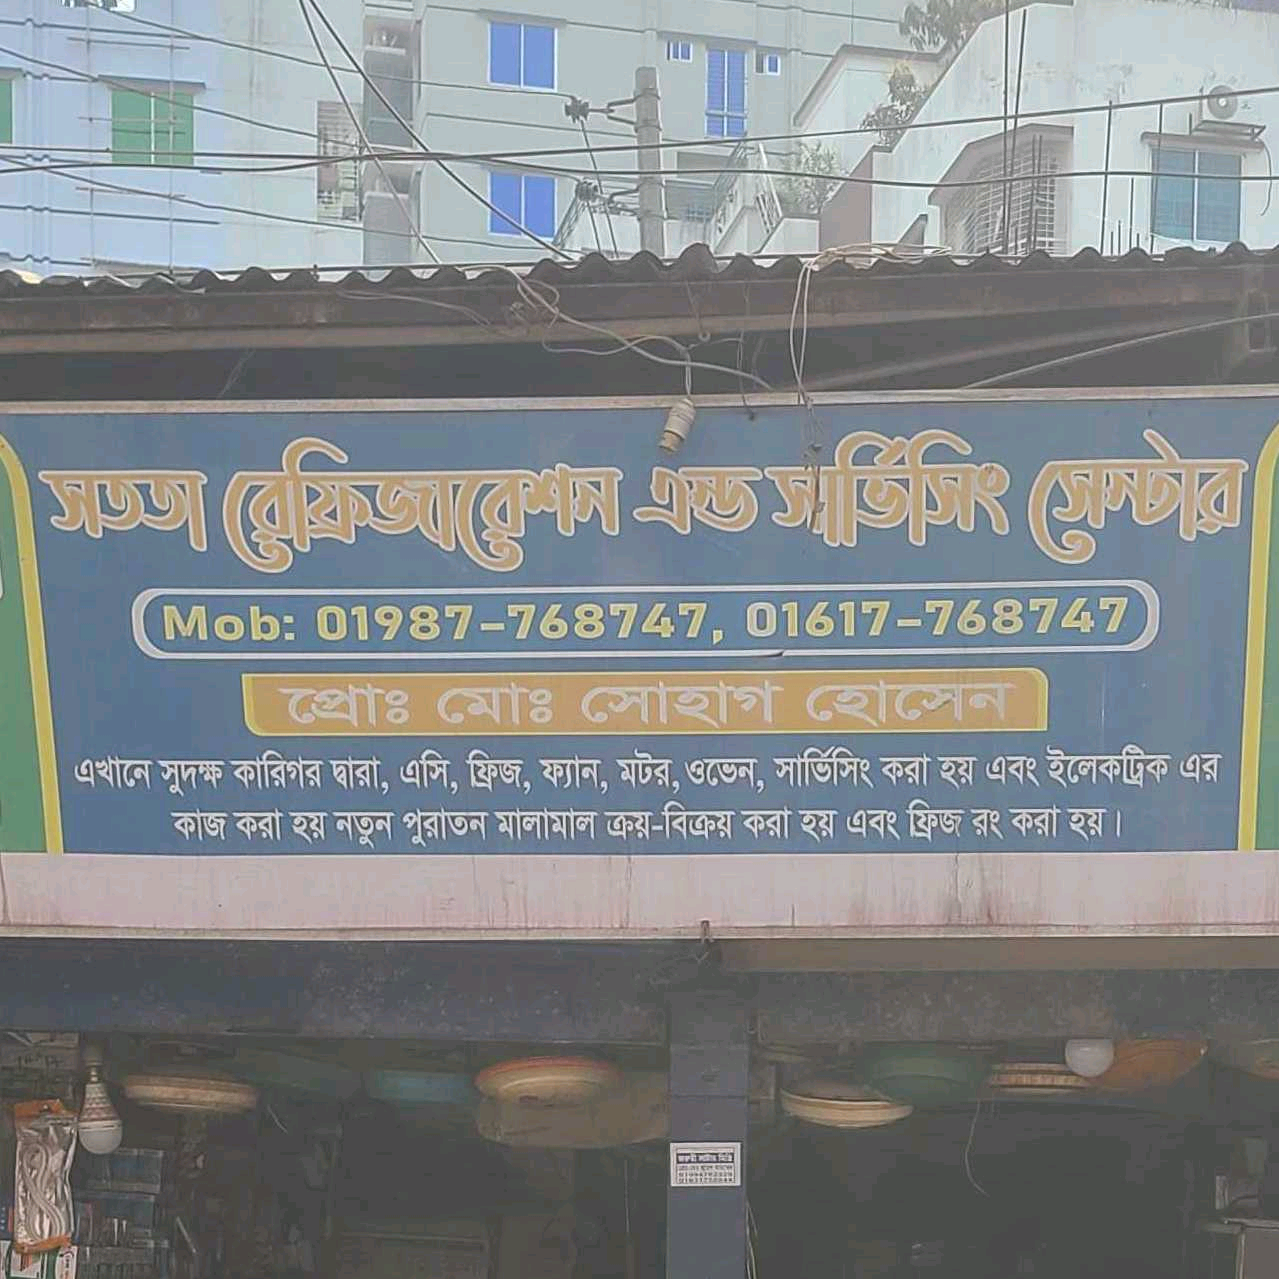 সততা রেফ্রিজারেশন এন্ড সার্ভিসিং সেন্টার
Mob: 01987-768747, 01617-768747
প্রোঃ মোঃ সোহাগ হোসেন
এখানে সুদক্ষ কারিগর দ্বারা, এসি, ফ্রিজ, ফ্যান, মটর, ওভেন, সার্ভিসিং করা হয় এবং ইলেকট্রিক এর
কাজ করা হয় নতুন পুরাতন মালামাল ক্রয়-বিক্রয় করা হয় এবং ফ্রিজ রং করা হয়।